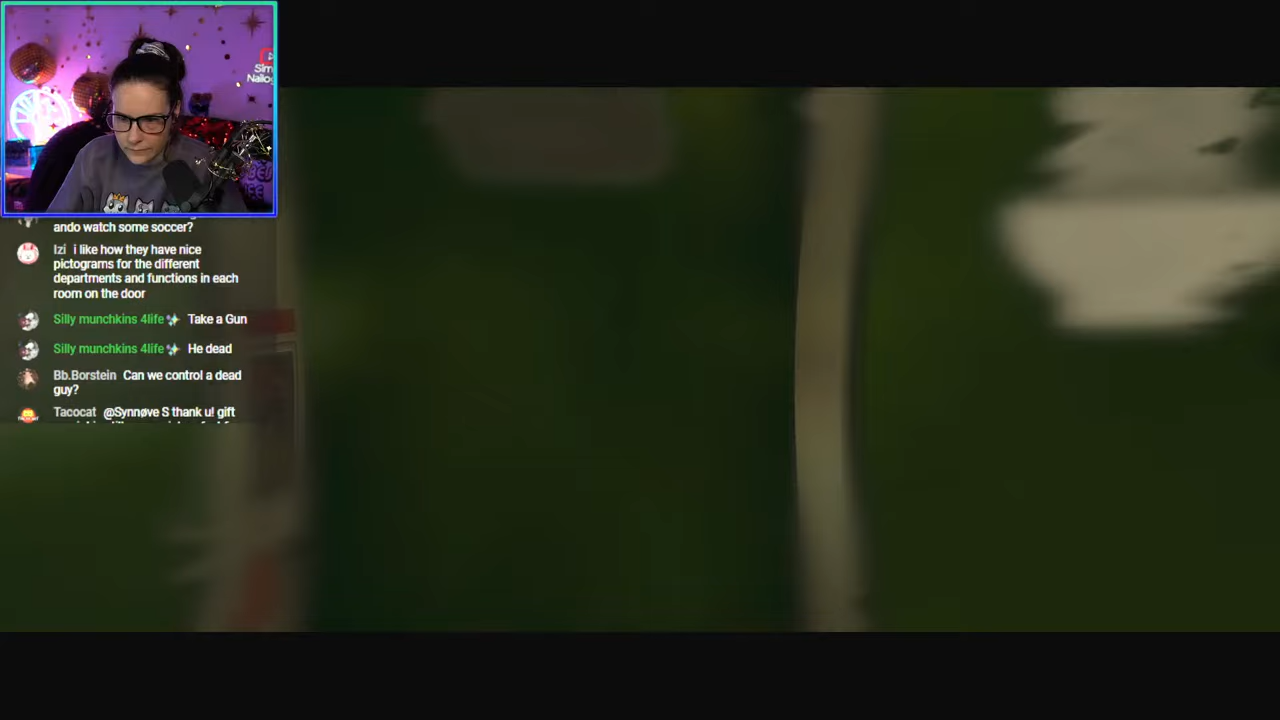 Sim
Nailog
ando watch some soccer?
Izi i like how they have nice
pictograms for the different
departments and functions in each
room on the door
Silly munchkins 4life✨ Take a Gun
Silly munchkins 4life✨ He dead
Bb.Borstein Can we control a dead
guy?
Tacocat @Synnøve S thank u! gift